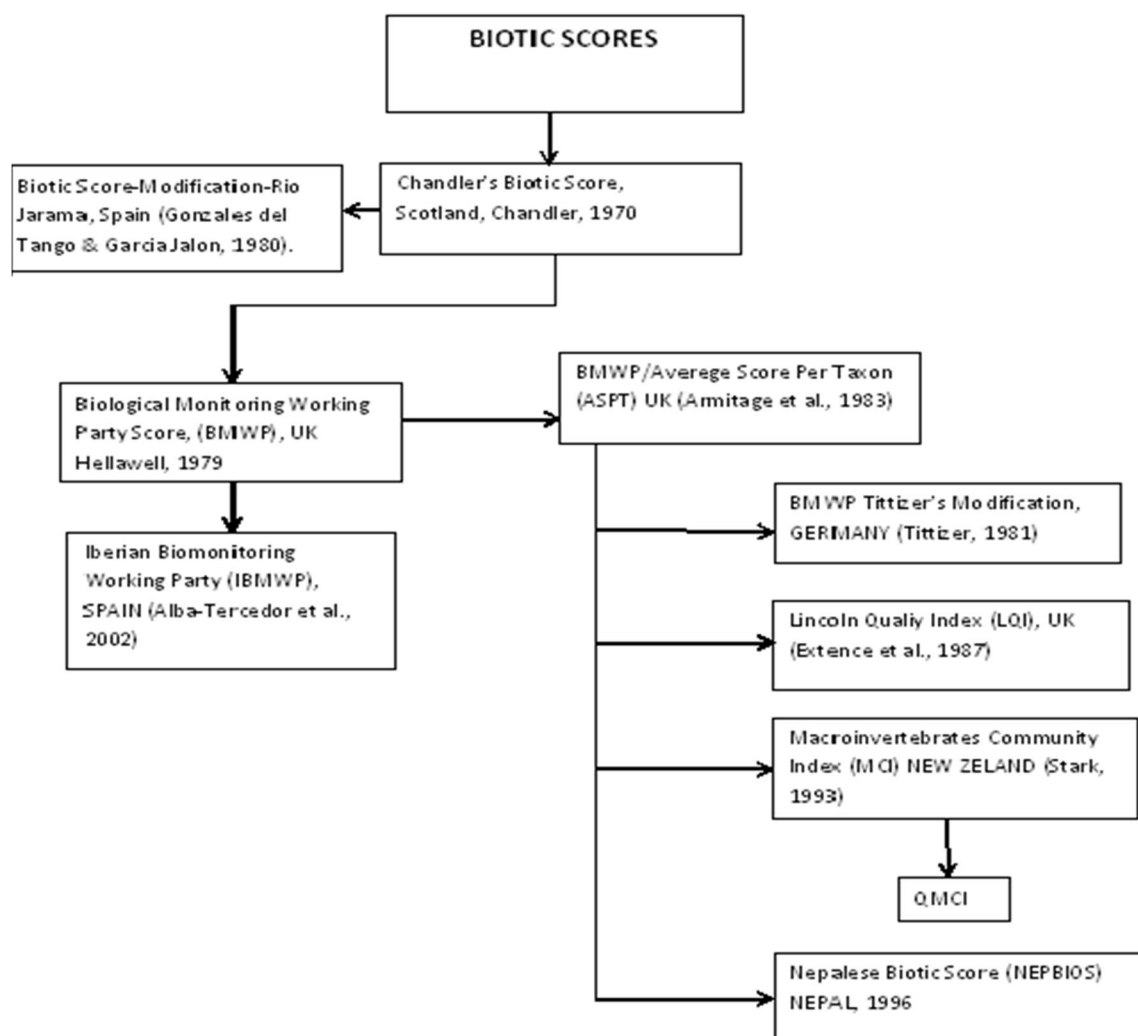 BIOTIC SCORES
Chandler's Biotic Score,
Scotland, Chandler, 1970
Biotic Score-Modification-Rio
Jarama, Spain (Gonzales del
Tango & Garcia Jalon, 1980).
Biological Monitoring Working
Party Score, (BMWP), UK
Hellawell, 1979
BMWP/Averege Score Per Taxon
(ASPT) UK (Armitage et al., 1983)
Iberian Biomonitoring
Working Party (IBMWP),
SPAIN (Alba-Tercedor et al.,
2002)
BMWP Tittizer's Modification,
GERMANY (Tittizer, 1981)
Lincoln Qualiy Index (LQI), UK
(Extence et al., 1987)
Macroinvertebrates Community
Index (MCI) NEW ZELAND (Stark,
1993)
QMCI
Nepalese Biotic Score (NEPBIOS)
NEPAL, 1996